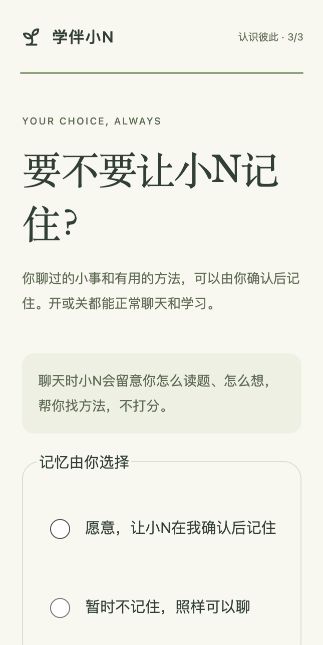 学伴小N
认识彼此 · 3/3
YOUR CHOICE, ALWAYS
要不要让小N记
住？
你聊过的小事和有用的方法，可以由你确认后记
住。开或关都能正常聊天和学习。
聊天时小N会留意你怎么读题、怎么想，
帮你找方法，不打分。
记忆由你选择
愿意，让小N在我确认后记住
暂时不记住，照样可以聊